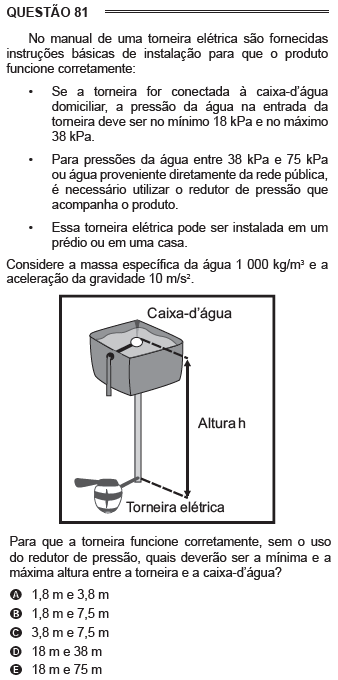 QUESTÃO 81
No manual de uma torneira elétrica são fornecidas
instruções básicas de instalação para que o produto
funcione corretamente:
• Se a torneira for conectada à caixa-d’água
domiciliar, a pressão da água na entrada da
torneira deve ser no mínimo 18 kPa e no máximo
38 kPa.
• Para pressões da água entre 38 kPa e 75 kPa
ou água proveniente diretamente da rede pública,
é necessário utilizar o redutor de pressão que
acompanha o produto.
• Essa torneira elétrica pode ser instalada em um
prédio ou em uma casa.
Considere a massa específica da água 1 000 kg/m³ e a
aceleração da gravidade 10 m/s².
Caixa-d’água
Altura h
Torneira elétrica
Para que a torneira funcione corretamente, sem o uso
do redutor de pressão, quais deverão ser a mínima e a
máxima altura entre a torneira e a caixa-d’água?
A 1,8 m e 3,8 m
B 1,8 m e 7,5 m
C 3,8 m e 7,5 m
D 18 m e 38 m
E 18 m e 75 m